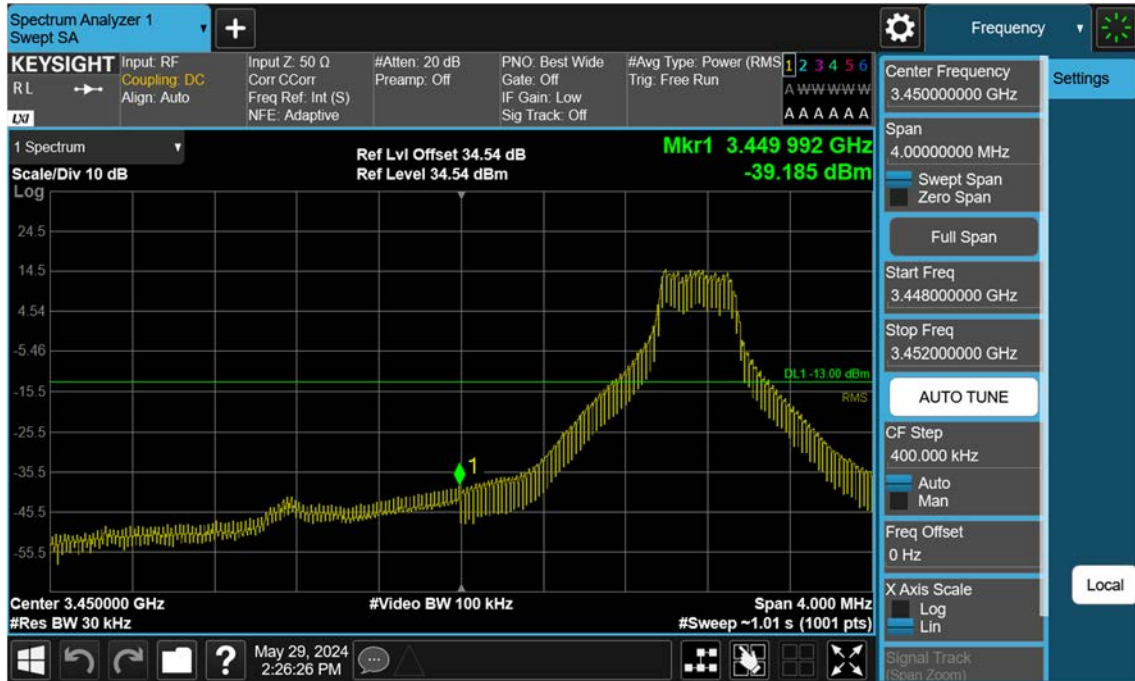 Spectrum Analyzer 1
Swept SA
Frequency
KEYSIGHT
R L
LXI
Input: RF
Coupling: DC
Align: Auto
Input Z: 50 Ω
Corr CCorr
Freq Ref: Int (S)
NFE: Adaptive
#Atten: 20 dB
Preamp: Off
PNO: Best Wide
Gate: Off
IF Gain: Low
Sig Track: Off
#Avg Type: Power (RMS
Trig: Free Run
1 2 3 4 5 6
A W W W W W
A A A A A A
1 Spectrum
Scale/Div 10 dB
Ref Lvl Offset 34.54 dB
Ref Level 34.54 dBm
Mkr1 3.449 992 GHz
-39.185 dBm
Log
24.5
14.5
4.54
-5.46
-15.5
-25.5
-35.5
-45.5
-55.5
DL1 -13.00 dBm
RMS
1
Center 3.450000 GHz
#Res BW 30 kHz
#Video BW 100 kHz
Span 4.000 MHz
#Sweep ~1.01 s (1001 pts)
Center Frequency
3.450000000 GHz
Settings
Span
4.00000000 MHz
Swept Span
Zero Span
Full Span
Start Freq
3.448000000 GHz
Stop Freq
3.452000000 GHz
AUTO TUNE
CF Step
400.000 kHz
Auto
Man
Freq Offset
0 Hz
X Axis Scale
Log
Lin
Local
Signal Track
(Span Zoom)
?
May 29, 2024
2:26:26 PM